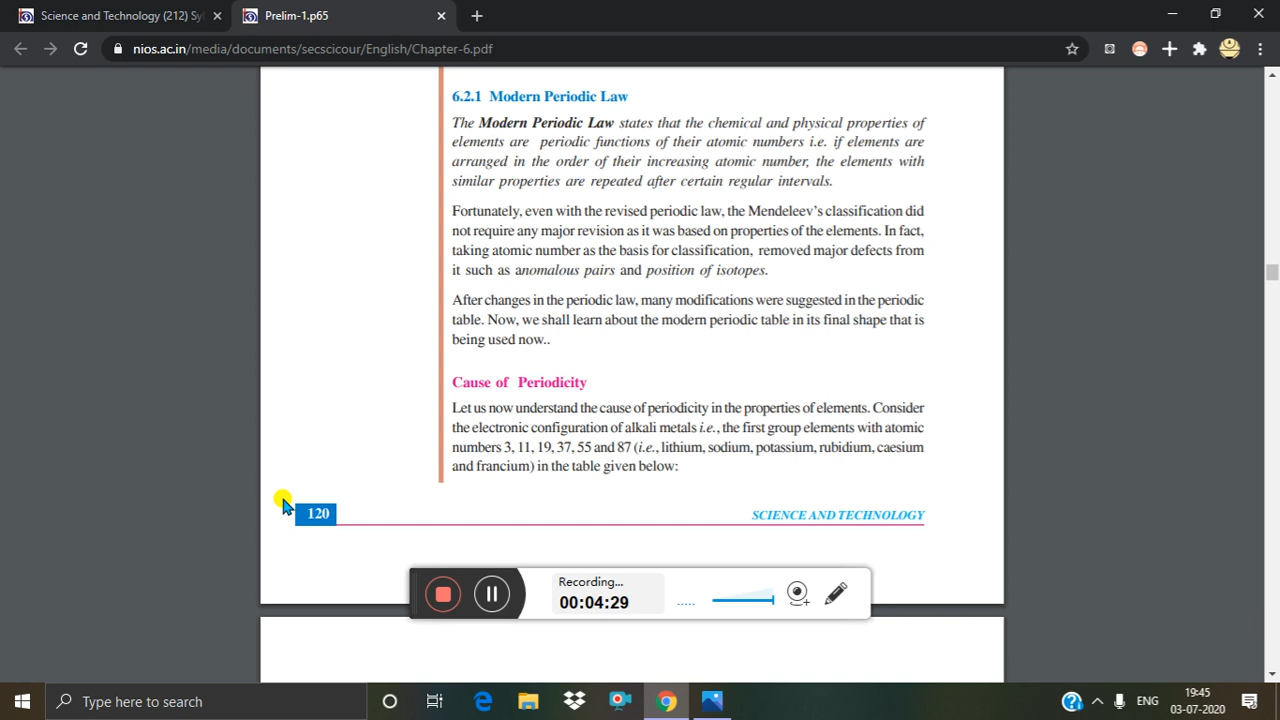 Science and Technology (212) Syl
Prelim-1.p65
nios.ac.in/media/documents/secscicour/English/Chapter-6.pdf
6.2.1 Modern Periodic Law
The Modern Periodic Law states that the chemical and physical properties of
elements are periodic functions of their atomic numbers i.e. if elements are
arranged in the order of their increasing atomic number, the elements with
similar properties are repeated after certain regular intervals.
Fortunately, even with the revised periodic law, the Mendeleev's classification did
not require any major revision as it was based on properties of the elements. In fact,
taking atomic number as the basis for classification, removed major defects from
it such as anomalous pairs and position of isotopes.
After changes in the periodic law, many modifications were suggested in the periodic
table. Now, we shall learn about the modern periodic table in its final shape that is
being used now..
Cause of Periodicity
Let us now understand the cause of periodicity in the properties of elements. Consider
the electronic configuration of alkali metals i.e., the first group elements with atomic
numbers 3, 11, 19, 37, 55 and 87 (i.e., lithium, sodium, potassium, rubidium, caesium
and francium) in the table given below:
120
SCIENCE AND TECHNOLOGY
Recording...
00:04:29
Type here to search
ENG
19:45
03-07-2020